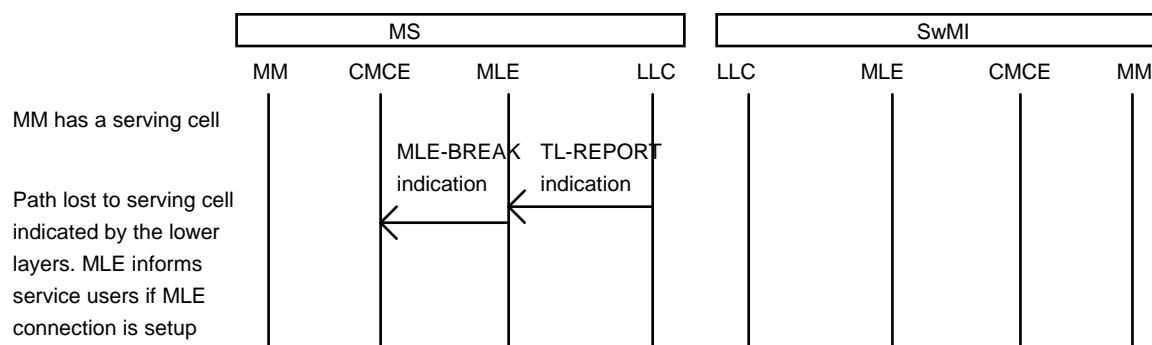 MS SwMI
MM CMCE MLE LLC LLC MLE CMCE MM
MM has a serving cell
MLE-BREAK TL-REPORT
indication indication
Path lost to serving cell
indicated by the lower
layers. MLE informs
service users if MLE
connection is setup